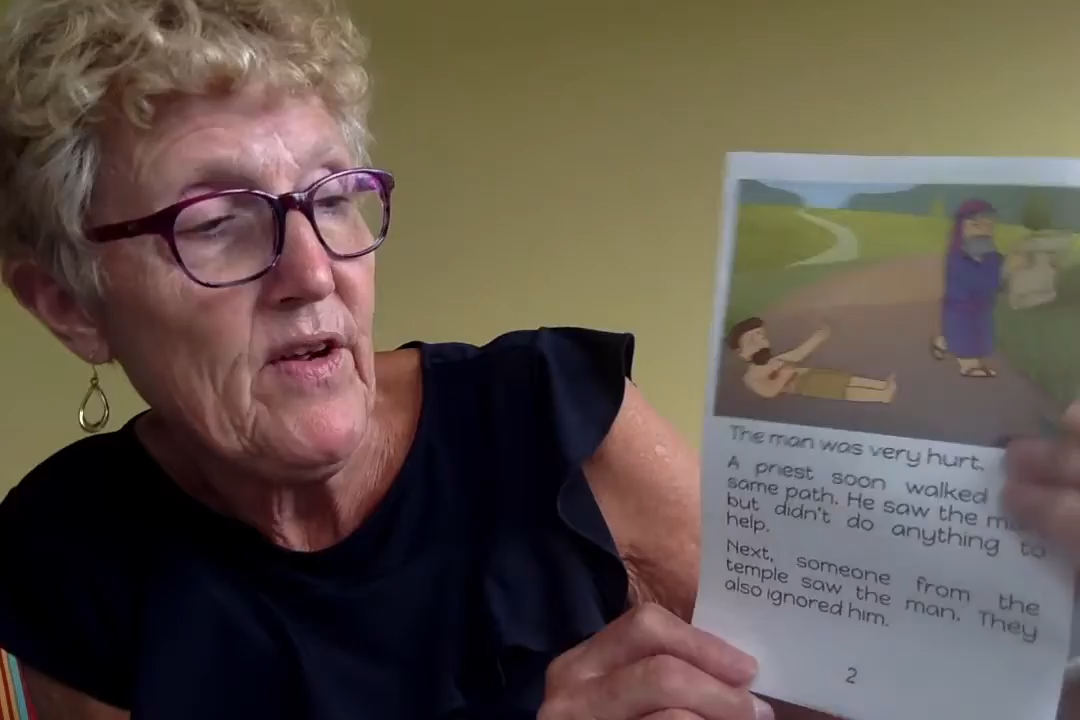 The man was very hurt.
A priest soon walked
same path. He saw the
but didn't do anything to
help.
Next, someone from the
temple saw the man. They
also ignored him.
2